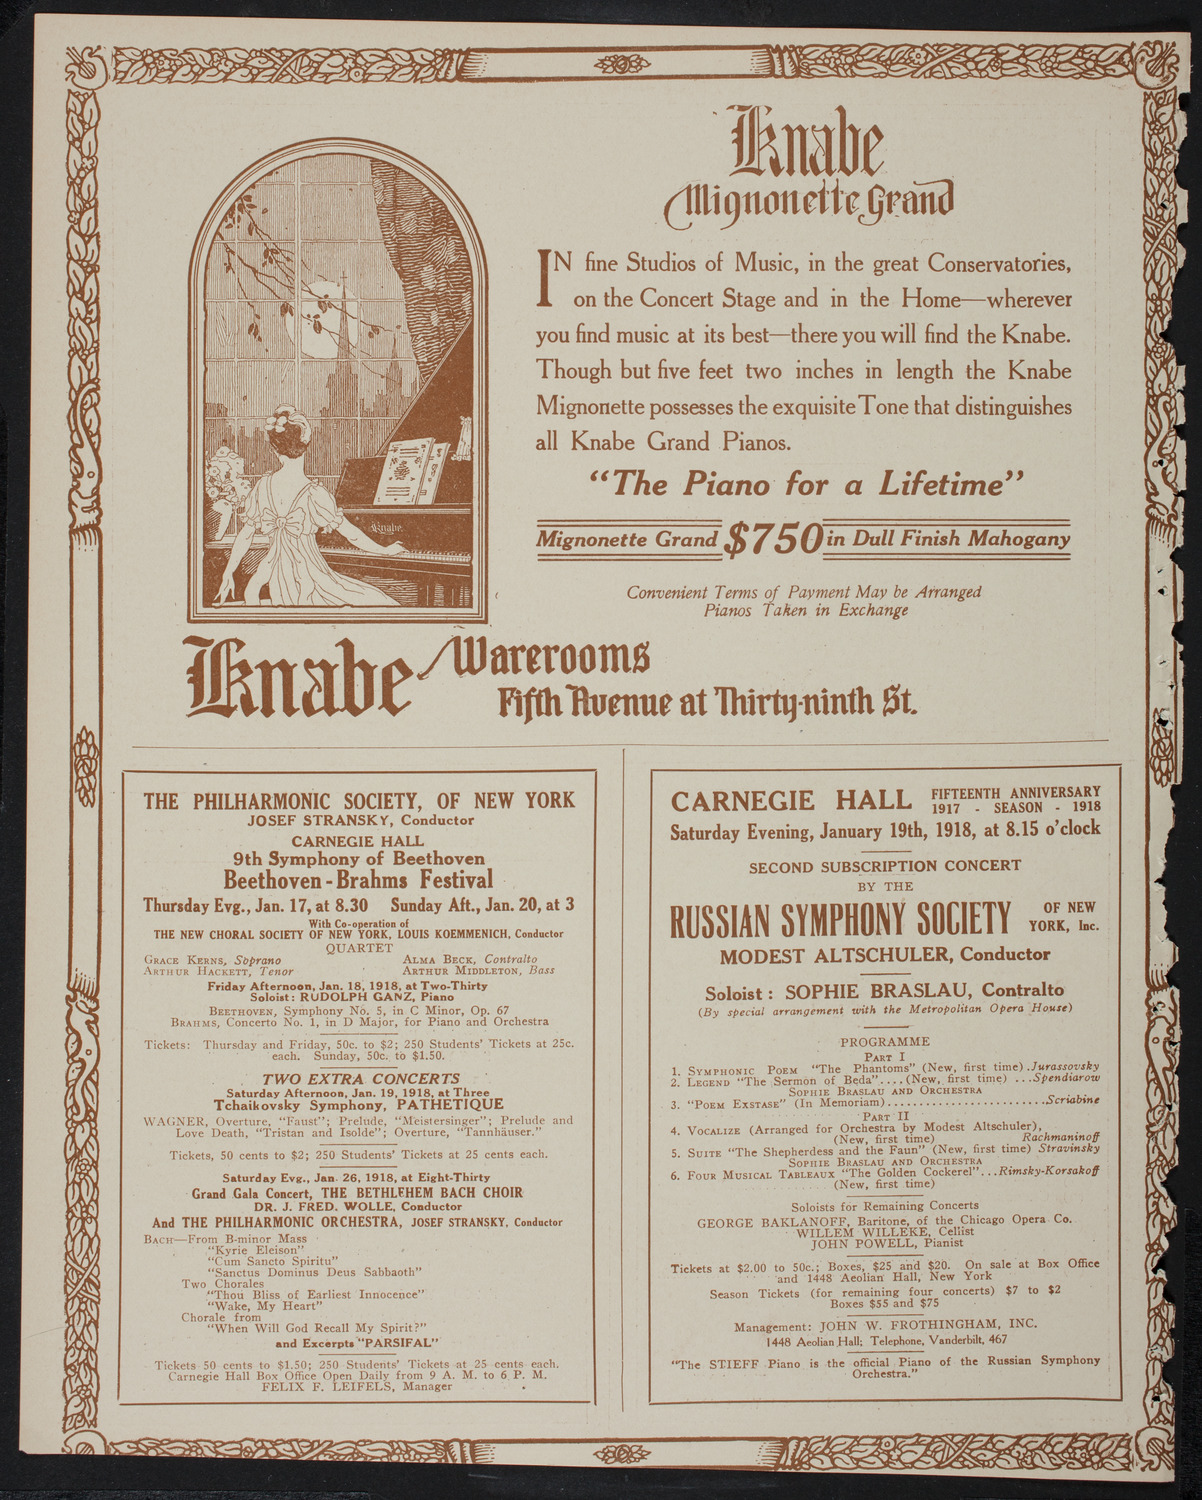 Knabe
Mignonette Grand
IN fine Studios of Music, in the great Conservatories,
on the Concert Stage and in the Home—wherever
you find music at its best—there you will find the Knabe.
Though but five feet two inches in length the Knabe
Mignonette possesses the exquisite Tone that distinguishes
all Knabe Grand Pianos.
"The Piano for a Lifetime"
Mignonette Grand $750 in Dull Finish Mahogany
Convenient Terms of Payment May be Arranged
Pianos Taken in Exchange
Knabe
Knabe Warerooms
Fifth Avenue at Thirty-ninth St.
THE PHILHARMONIC SOCIETY, OF NEW YORK
JOSEF STRANSKY, Conductor
CARNEGIE HALL
9th Symphony of Beethoven
Beethoven-Brahms Festival
Thursday Evg., Jan. 17, at 8.30 Sunday Aft., Jan. 20, at 3
With Co-operation of
THE NEW CHORAL SOCIETY OF NEW YORK, LOUIS KOEMMENICH, Conductor
QUARTET
GRACE KERNS, Soprano ALMA BECK, Contralto
ARTHUR HACKETT, Tenor ARTHUR MIDDLETON, Bass
Friday Afternoon, Jan. 18, 1918, at Two-Thirty
Soloist: RUDOLPH GANZ, Piano
BEETHOVEN, Symphony No. 5, in C Minor, Op. 67
BRAHMS, Concerto No. 1, in D Major, for Piano and Orchestra
Tickets: Thursday and Friday, 50c. to $2; 250 Students' Tickets at 25c.
each. Sunday, 50c. to $1.50.
TWO EXTRA CONCERTS
Saturday Afternoon, Jan. 19, 1918, at Three
Tchaikovsky Symphony, PATHETIQUE
WAGNER, Overture, "Faust"; Prelude, "Meistersinger"; Prelude and
Love Death, "Tristan and Isolde"; Overture, "Tannhäuser."
Tickets, 50 cents to $2; 250 Students' Tickets at 25 cents each.
Saturday Evg., Jan. 26, 1918, at Eight-Thirty
Grand Gala Concert, THE BETHLEHEM BACH CHOIR
DR. J. FRED. WOLLE, Conductor
And THE PHILHARMONIC ORCHESTRA, JOSEF STRANSKY, Conductor
BACH—From B-minor Mass
"Kyrie Eleison"
"Cum Sancto Spiritu"
"Sanctus Dominus Deus Sabbaoth"
Two Chorales
"Thou Bliss of Earliest Innocence"
"Wake, My Heart"
Chorale from
"When Will God Recall My Spirit?"
and Excerpts "PARSIFAL"
Tickets 50 cents to $1.50; 250 Students' Tickets at 25 cents each.
Carnegie Hall Box Office Open Daily from 9 A. M. to 6 P. M.
FELIX F. LEIFELS, Manager
CARNEGIE HALL FIFTEENTH ANNIVERSARY
1917 - SEASON - 1918
Saturday Evening, January 19th, 1918, at 8.15 o'clock
SECOND SUBSCRIPTION CONCERT
BY THE
RUSSIAN SYMPHONY SOCIETY OF NEW
YORK, Inc.
MODEST ALTSCHULER, Conductor
Soloist: SOPHIE BRASLAU, Contralto
(By special arrangement with the Metropolitan Opera House)
PROGRAMME
PART I
1. SYMPHONIC POEM "The Phantoms" (New, first time) .Jurassovsky
2. LEGEND "The Sermon of Beda"....(New, first time) ...Spendiarow
SOPHIE BRASLAU AND ORCHESTRA
3. "POEM EXSTASE" (In Memoriam)........................Scriabine
PART II
4. VOCALIZE (Arranged for Orchestra by Modest Altschuler),
(New, first time) Rachmaninoff
5. SUITE "The Shepherdess and the Faun" (New, first time) Stravinsky
SOPHIE BRASLAU AND ORCHESTRA
6. FOUR MUSICAL TABLEAUX "The Golden Cockerel"...Rimsky-Korsakoff
(New, first time)
Soloists for Remaining Concerts
GEORGE BAKLANOFF, Baritone, of the Chicago Opera Co.
WILLEM WILLEKE, Cellist
JOHN POWELL, Pianist
Tickets at $2.00 to 50c.; Boxes, $25 and $20. On sale at Box Office
and 1448 Aeolian Hall, New York
Season Tickets (for remaining four concerts) $7 to $2
Boxes $55 and $75
Management: JOHN W. FROTHINGHAM, INC.
1448 Aeolian Hall; Telephone, Vanderbilt, 467
"The STIEFF Piano is the official Piano of the Russian Symphony
Orchestra."